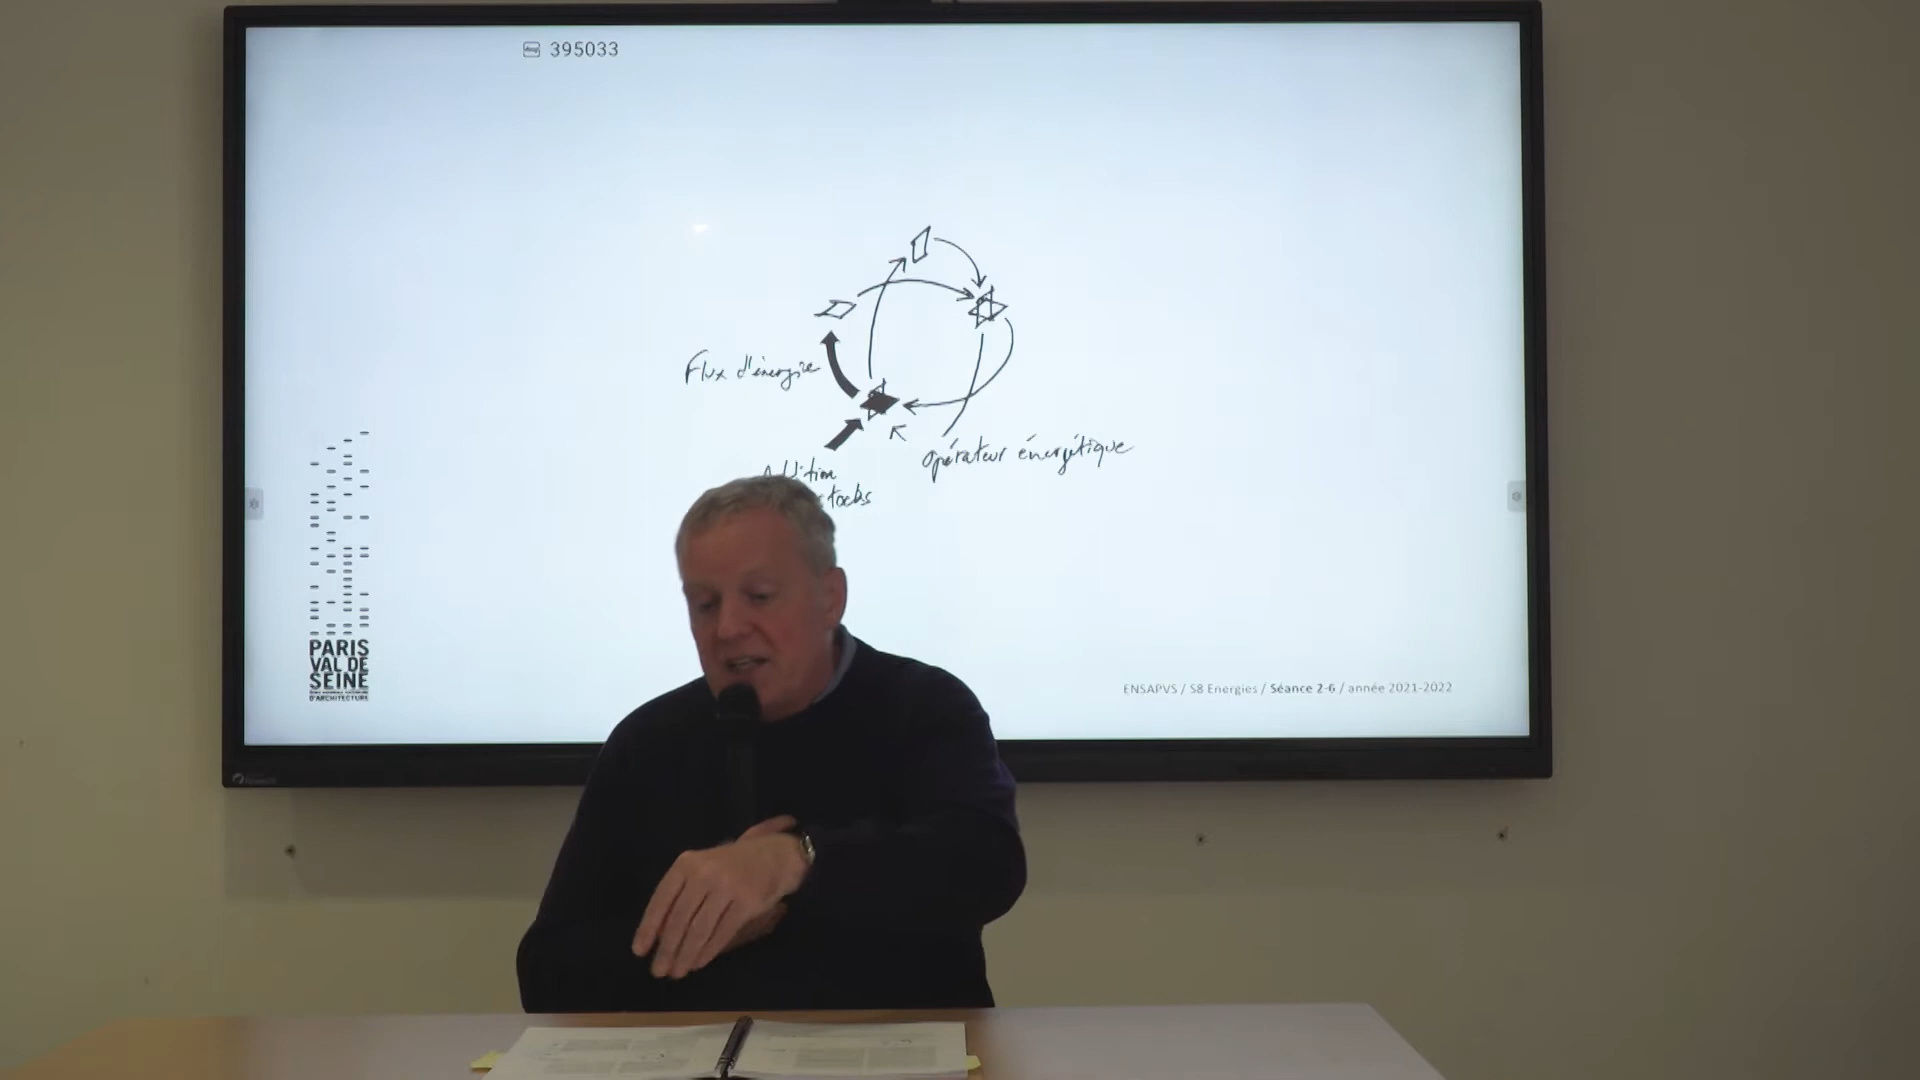 395033
Flux d'énergie
opérateur énergétique
PARIS
VAL DE
SEINE
D'ARCHITECTURE
ENSAPVS / S8 Energies / Séance 2-6 / année 2021-2022